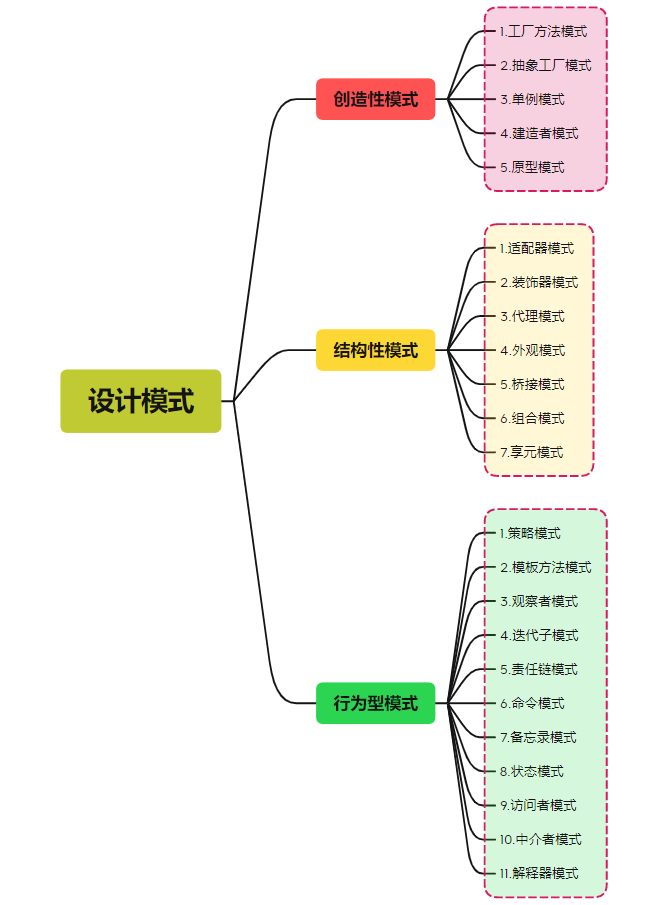 设计模式
创造性模式
1.工厂方法模式
2.抽象工厂模式
3.单例模式
4.建造者模式
5.原型模式
结构性模式
1.适配器模式
2.装饰器模式
3.代理模式
4.外观模式
5.桥接模式
6.组合模式
7.享元模式
行为型模式
1.策略模式
2.模板方法模式
3.观察者模式
4.迭代子模式
5.责任链模式
6.命令模式
7.备忘录模式
8.状态模式
9.访问者模式
10.中介者模式
11.解释器模式